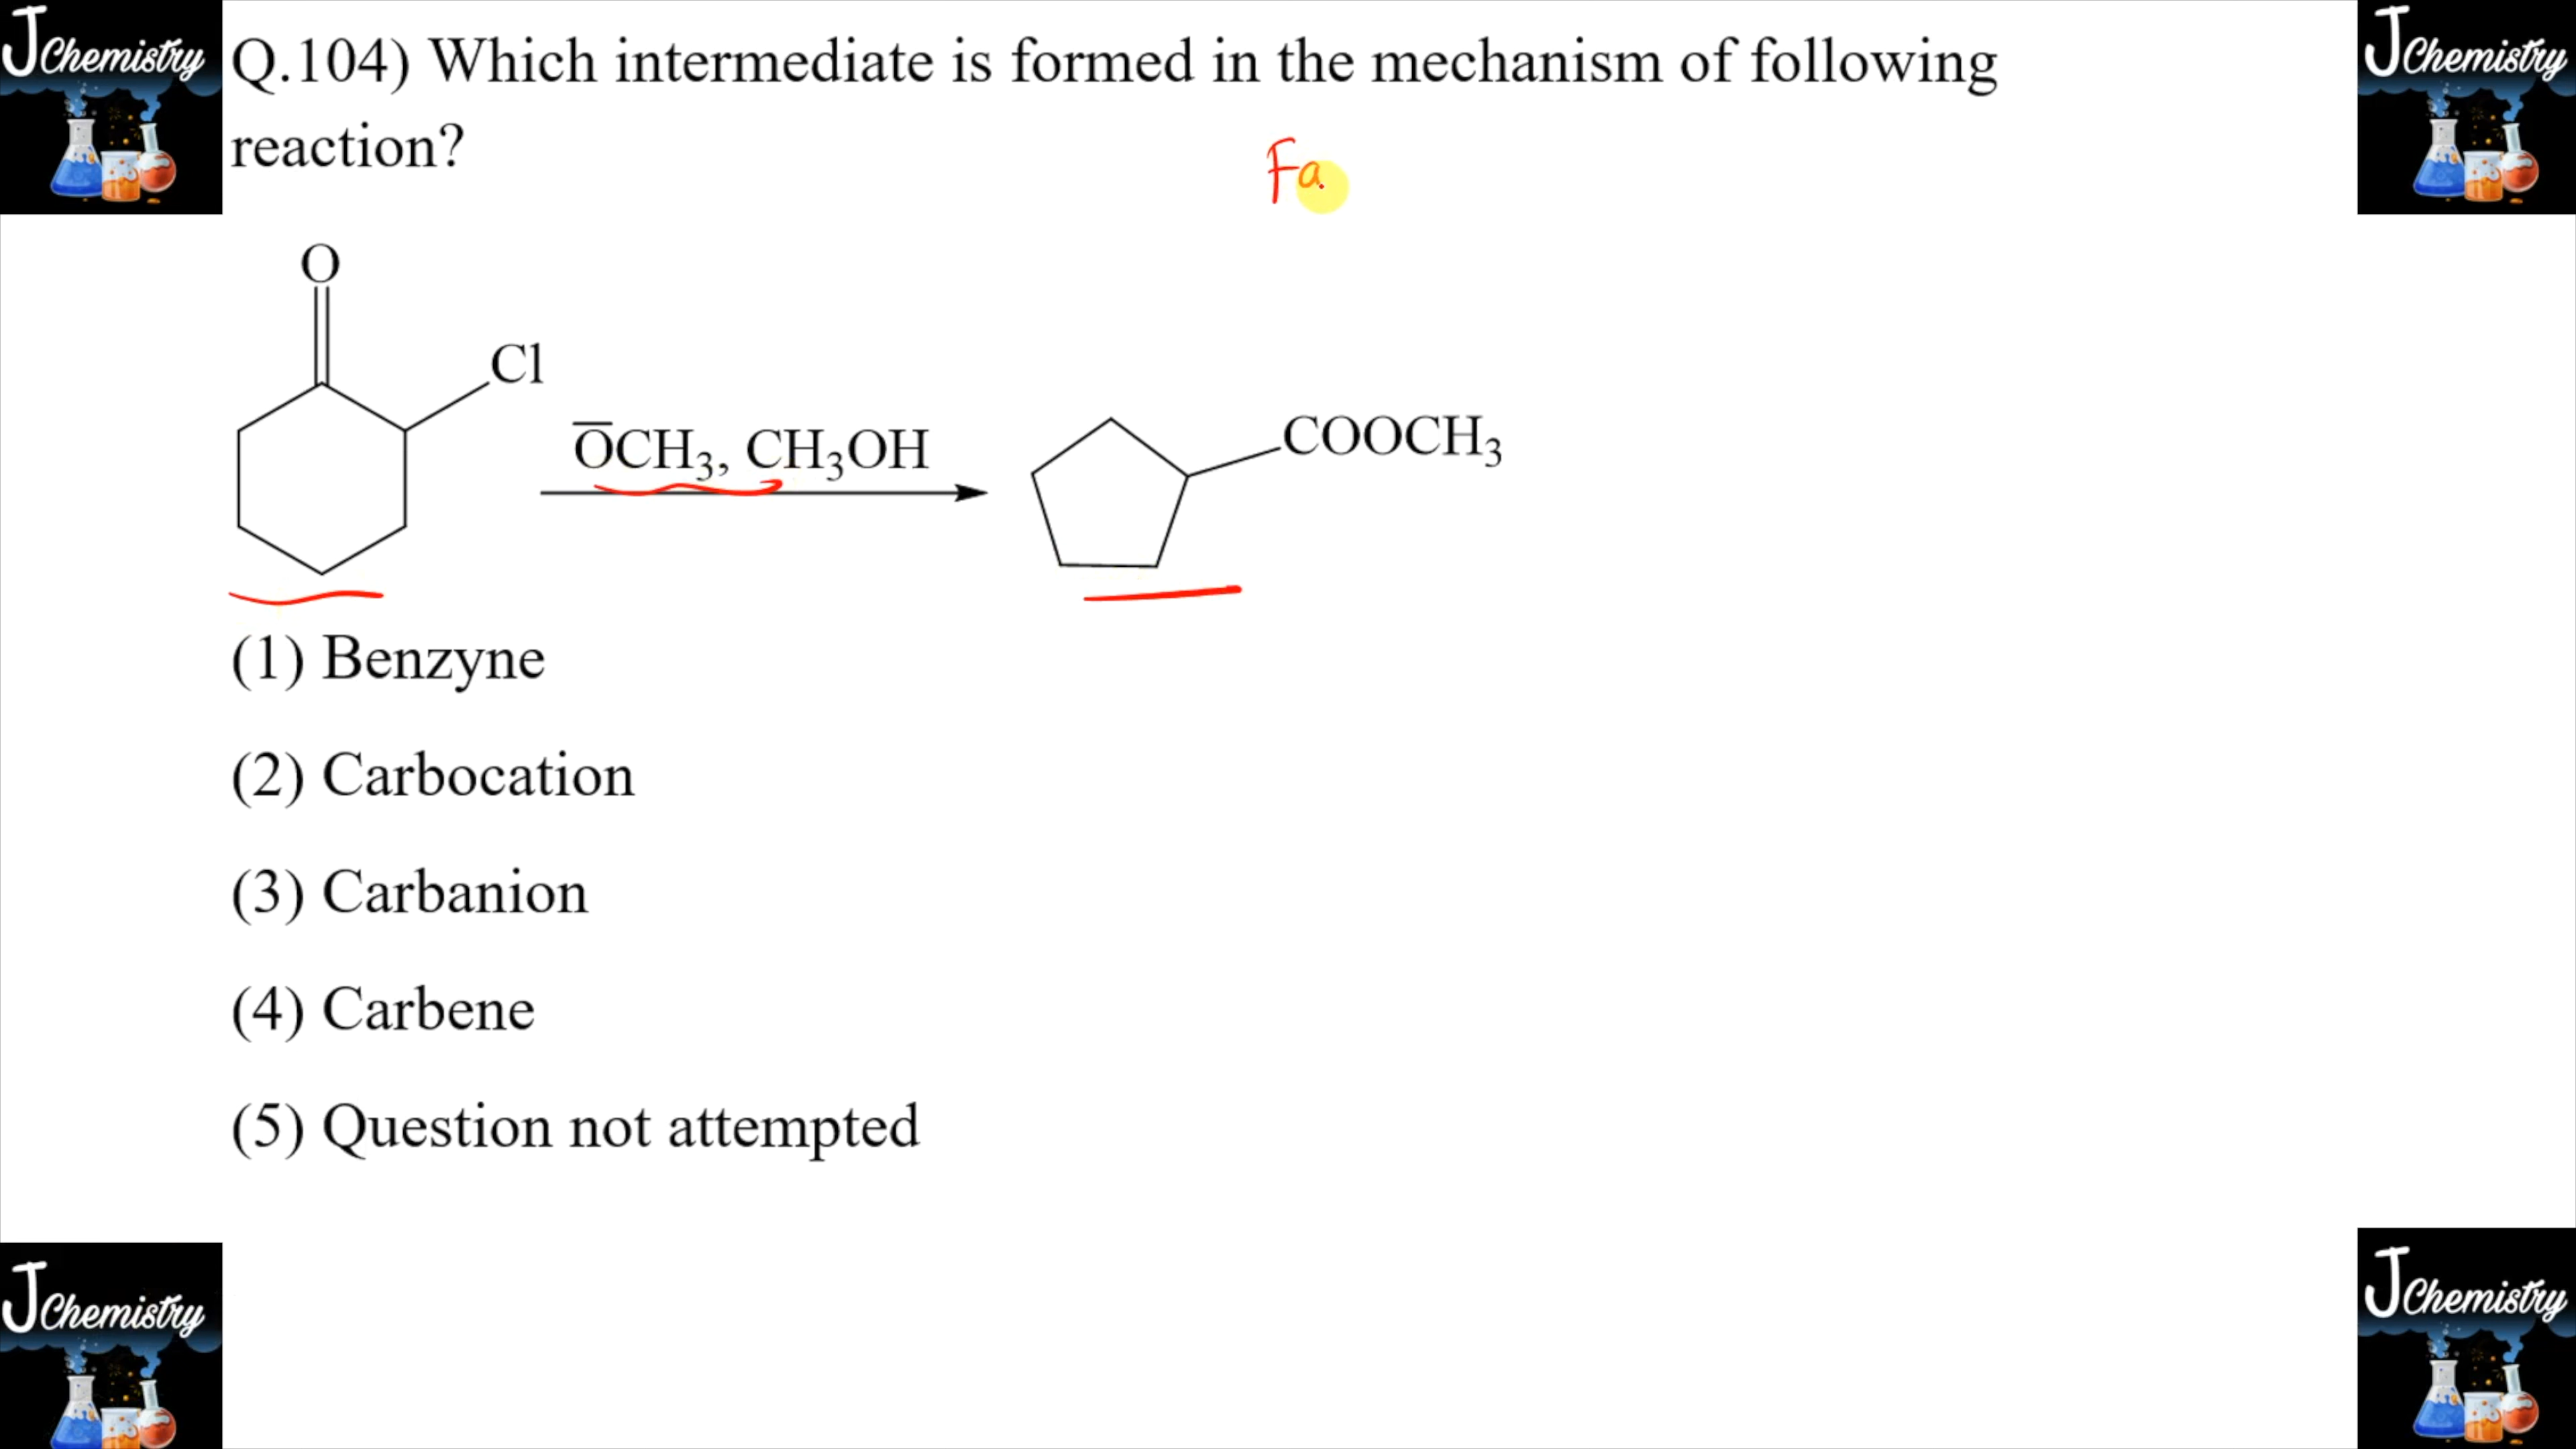 JChemistry
JChemistry
Q.104) Which intermediate is formed in the mechanism of following
reaction?
Fa
O
Cl
O̅CH₃, CH₃OH
COOCH₃
(1) Benzyne
(2) Carbocation
(3) Carbanion
(4) Carbene
(5) Question not attempted
JChemistry
JChemistry